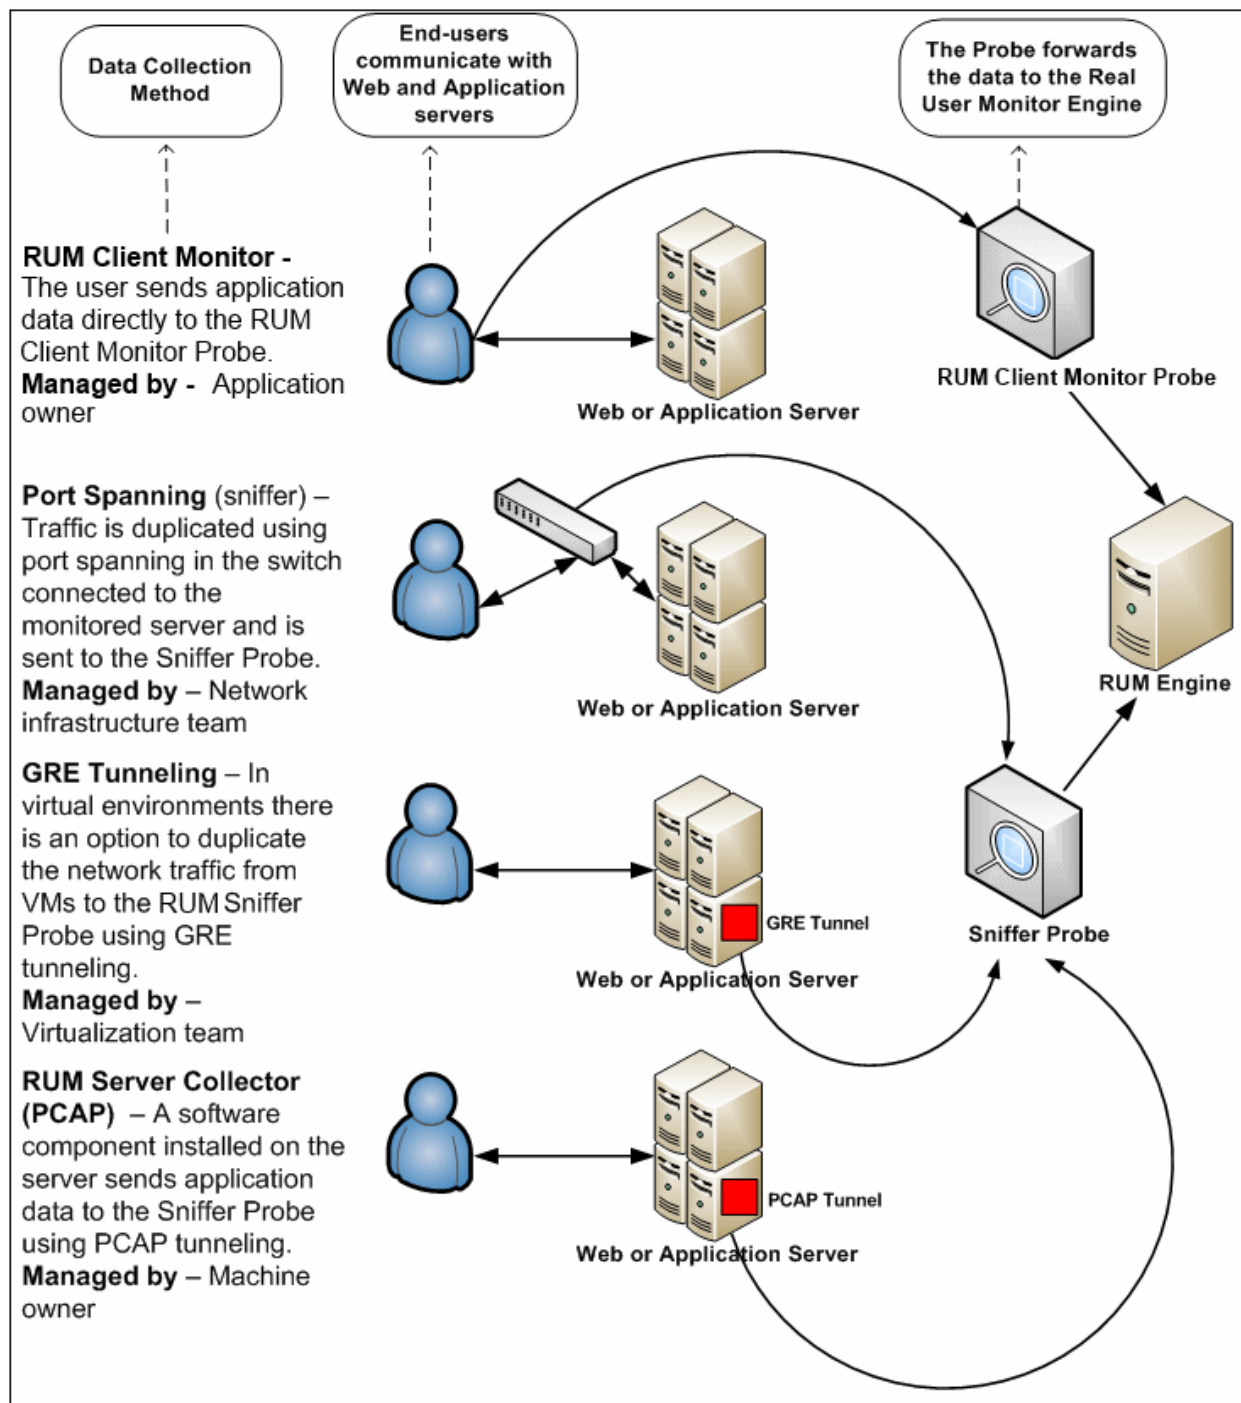 Data Collection
Method
End-users
communicate with
Web and Application
servers
The Probe forwards
the data to the Real
User Monitor Engine
RUM Client Monitor -
The user sends application
data directly to the RUM
Client Monitor Probe.
Managed by - Application
owner
Web or Application Server
RUM Client Monitor Probe
Port Spanning (sniffer) –
Traffic is duplicated using
port spanning in the switch
connected to the
monitored server and is
sent to the Sniffer Probe.
Managed by – Network
infrastructure team
Web or Application Server
RUM Engine
GRE Tunneling – In
virtual environments there
is an option to duplicate
the network traffic from
VMs to the RUM Sniffer
Probe using GRE
tunneling.
Managed by –
Virtualization team
GRE Tunnel
Web or Application Server
Sniffer Probe
RUM Server Collector
(PCAP) – A software
component installed on the
server sends application
data to the Sniffer Probe
using PCAP tunneling.
Managed by – Machine
owner
PCAP Tunnel
Web or Application Server